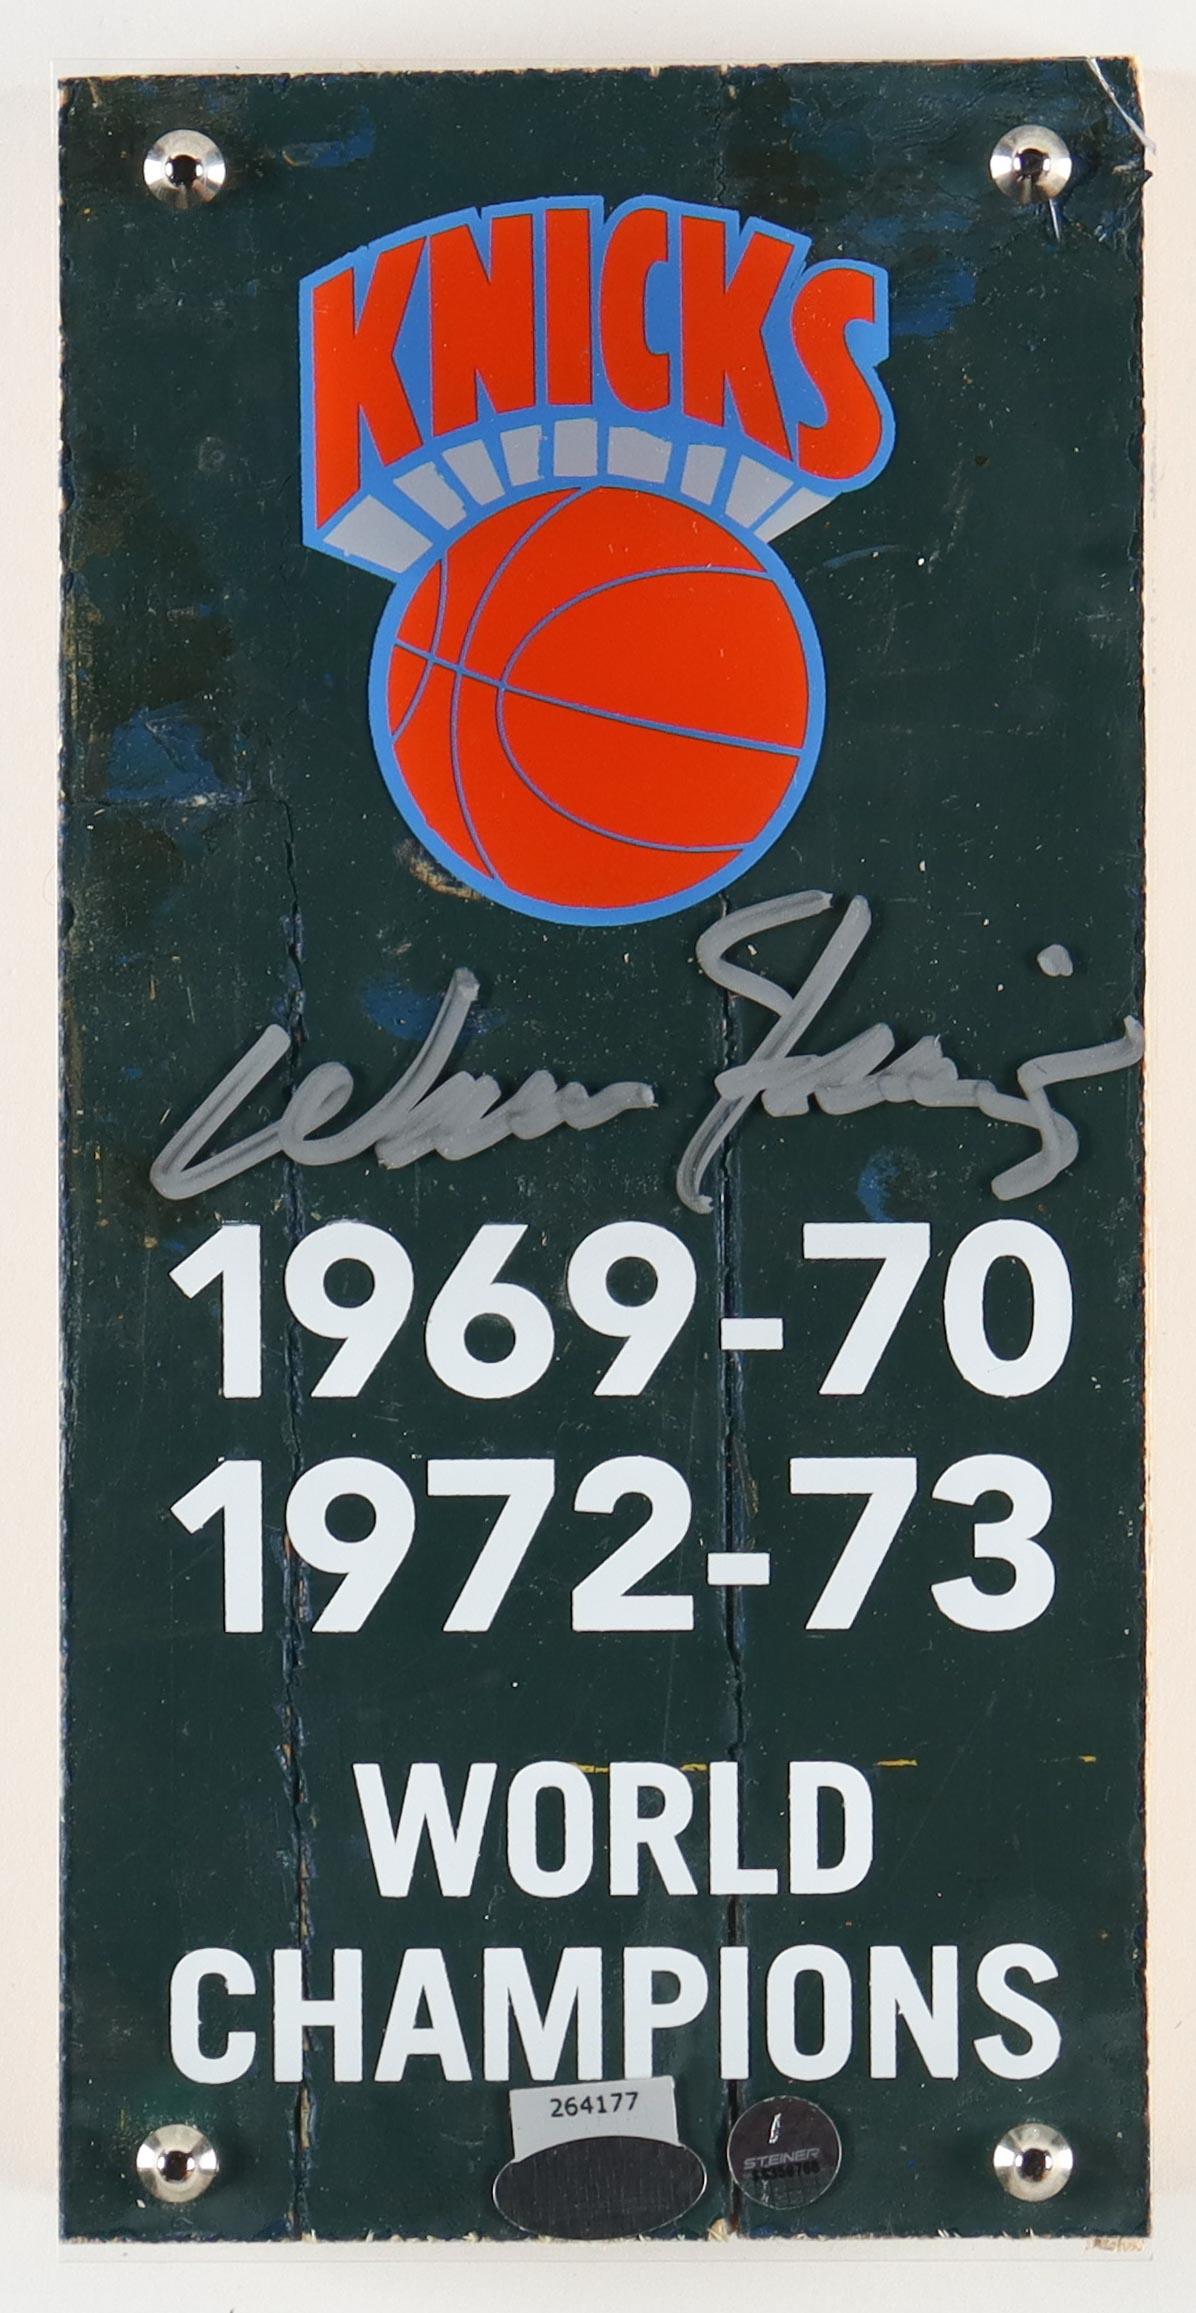 KNICKS
1969-70
1972-73
WORLD
CHAMPIONS
264177
STEINER